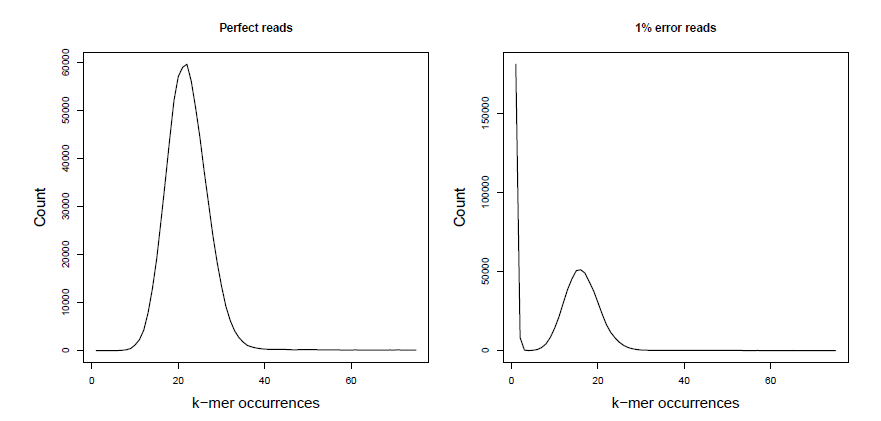 Perfect reads
60000
50000
40000
30000
20000
10000
0
Count
0 20 40 60
k−mer occurrences
1% error reads
150000
100000
50000
0
Count
0 20 40 60
k−mer occurrences